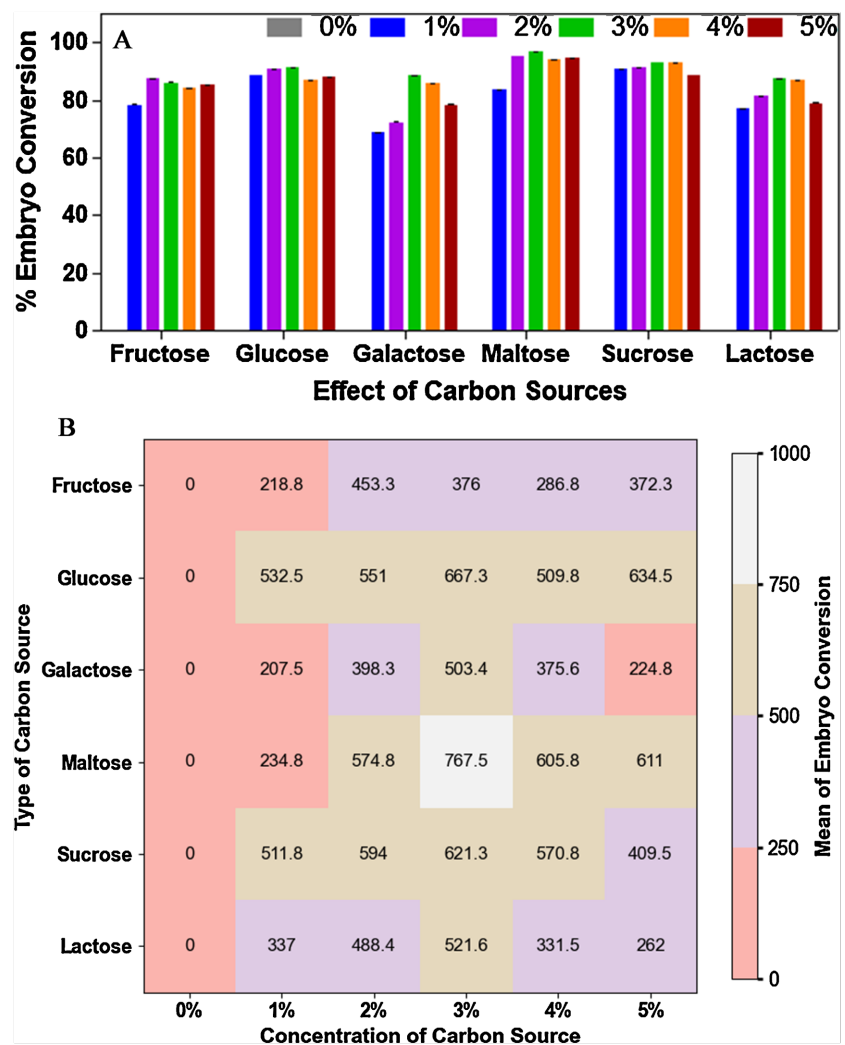 A
0% 1% 2% 3% 4% 5%
% Embryo Conversion
100
80
60
40
20
0
Fructose Glucose Galactose Maltose Sucrose Lactose
Effect of Carbon Sources
B
Type of Carbon Source
Fructose 0 218.8 453.3 376 286.8 372.3
Glucose 0 532.5 551 667.3 509.8 634.5
Galactose 0 207.5 398.3 503.4 375.6 224.8
Maltose 0 234.8 574.8 767.5 605.8 611
Sucrose 0 511.8 594 621.3 570.8 409.5
Lactose 0 337 488.4 521.6 331.5 262
0% 1% 2% 3% 4% 5%
Concentration of Carbon Source
1000
750
500
250
0
Mean of Embryo Conversion